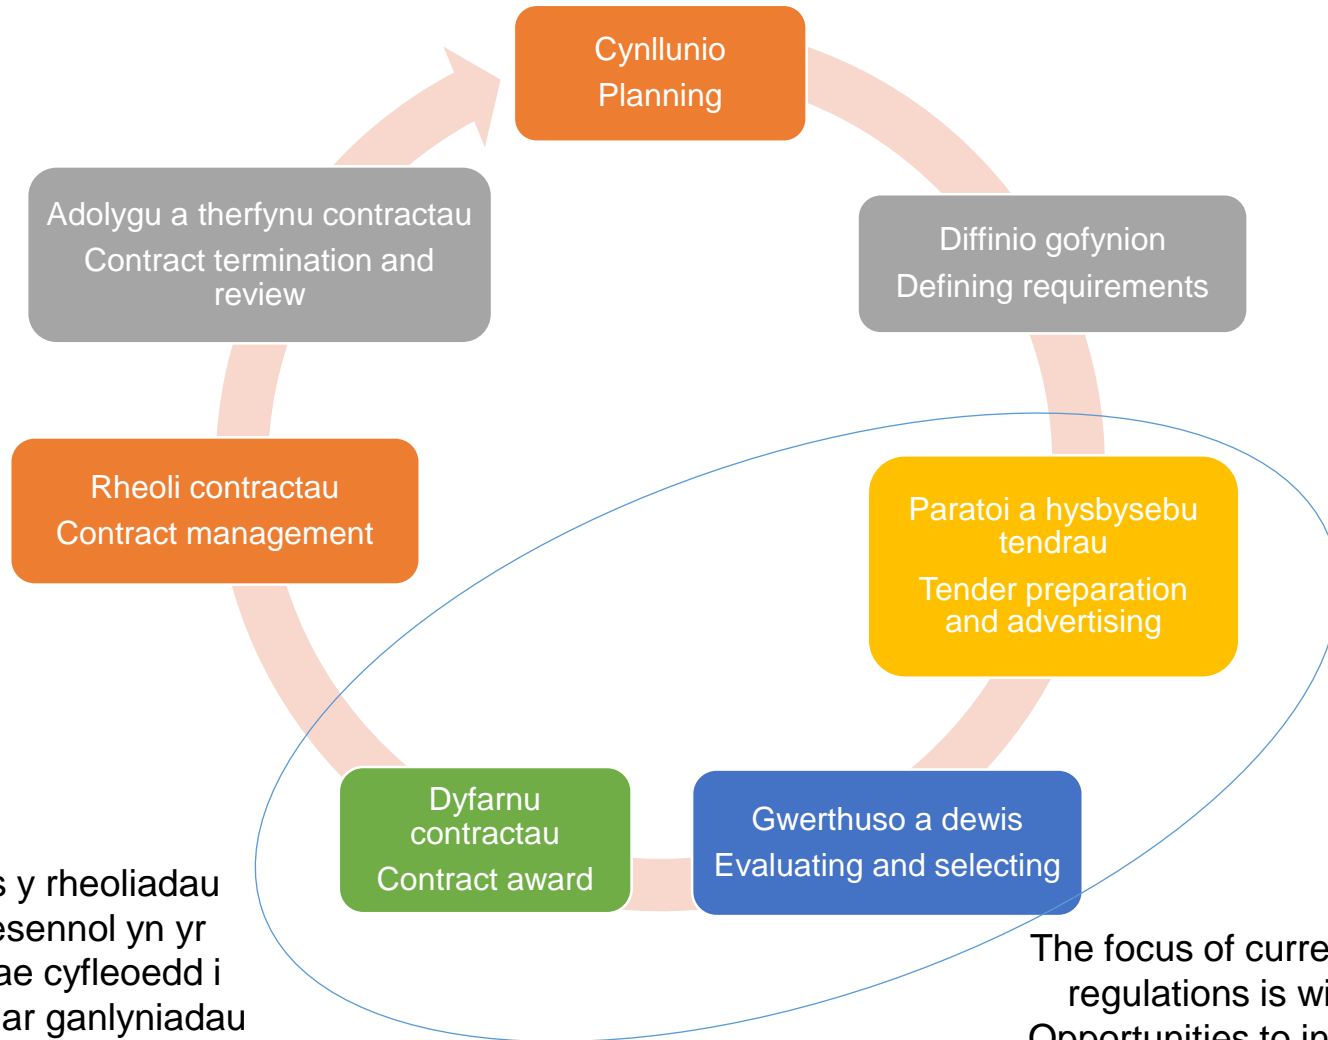 Cynllunio
Planning
Adolygu a therfynu contractau
Contract termination and
review
Diffinio gofynion
Defining requirements
Rheoli contractau
Contract management
Paratoi a hysbysebu
tendrau
Tender preparation
and advertising
Dyfarnu
contractau
Contract award
Gwerthuso a dewis
Evaluating and selecting
y rheoliadau
yn yr
cyfleoedd i
ar ganlyniadau
The focus of
regulations is
Opportunities to